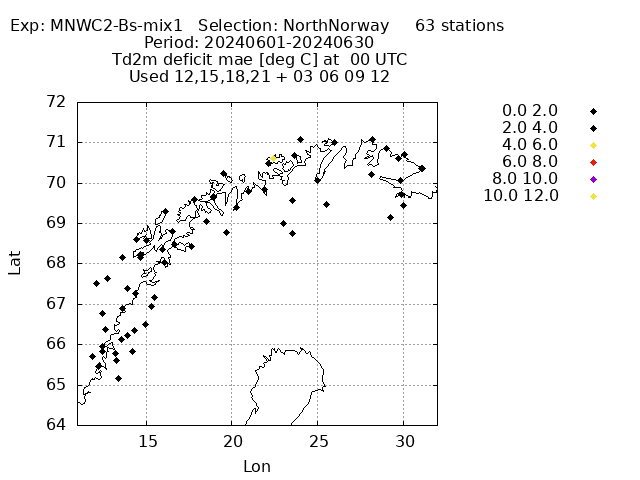 Exp: MNWC2-Bs-mix1   Selection: NorthNorway     63 stations
Period: 20240601-20240630
Td2m deficit mae [deg C] at  00 UTC
Used 12,15,18,21 + 03 06 09 12
72
71
70
69
68
67
66
65
64
Lat
15 20 25 30
Lon
0.0 2.0
2.0 4.0
4.0 6.0
6.0 8.0
8.0 10.0
10.0 12.0